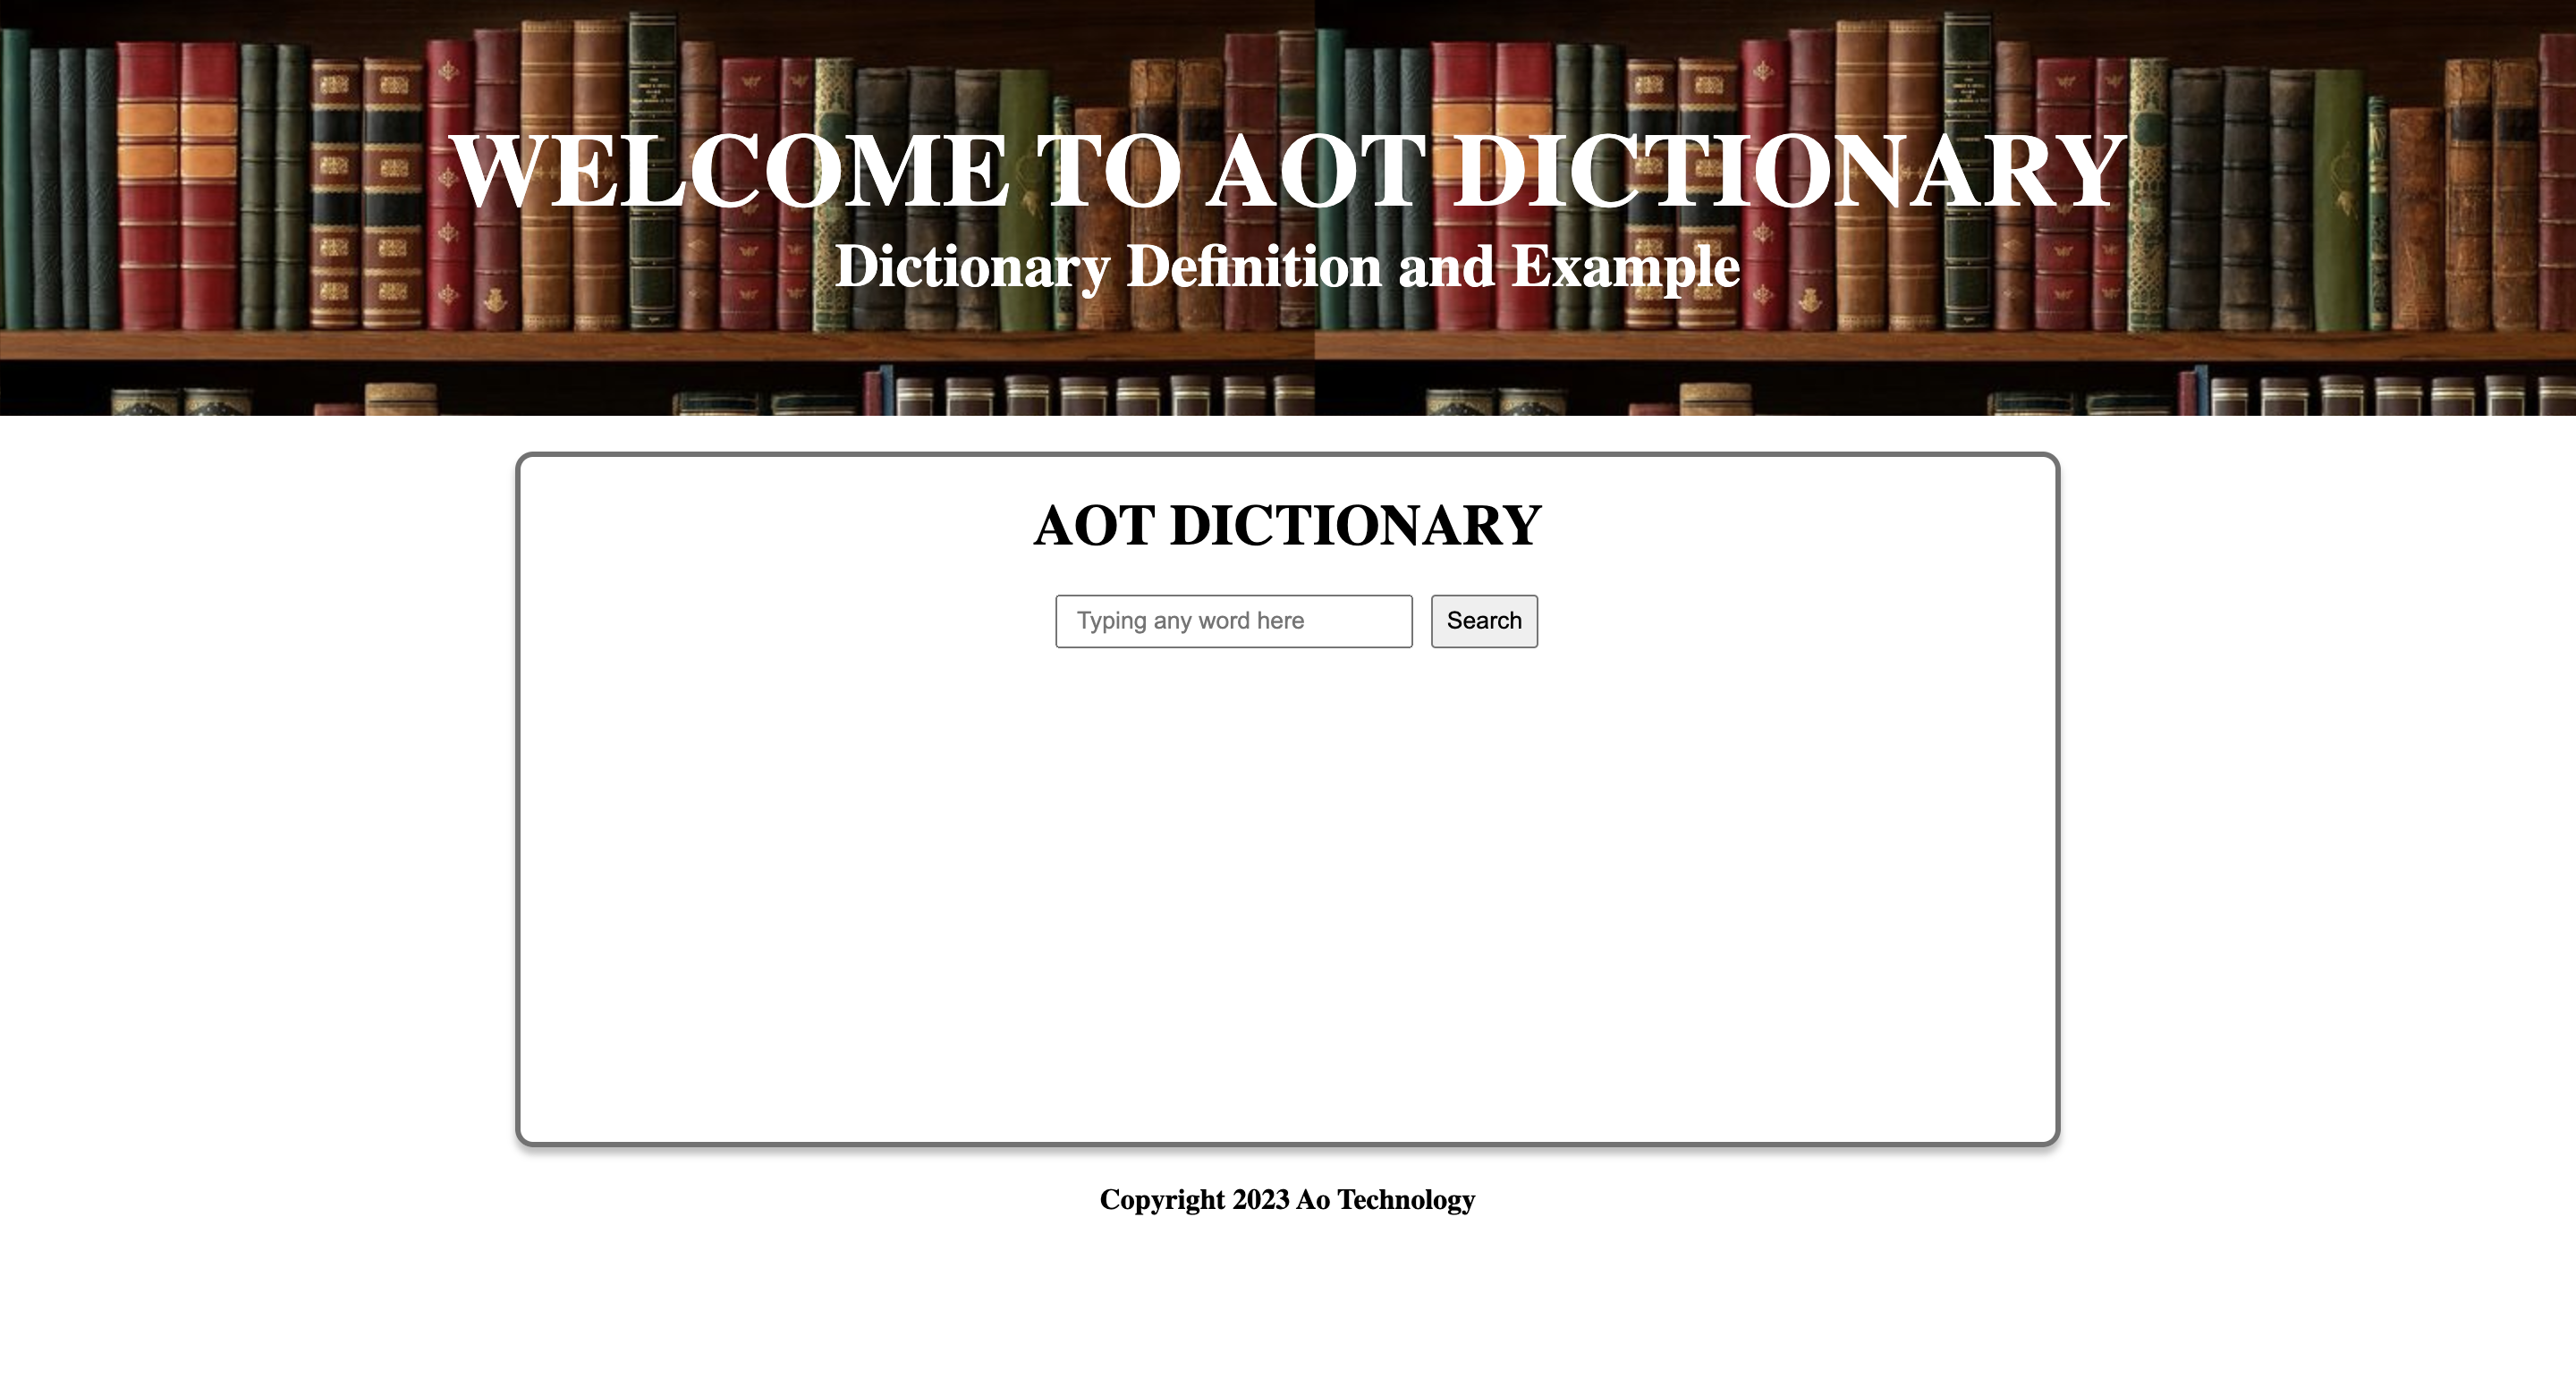 WELCOME TO AOT DICTIONARY
Dictionary Definition and Example
AOT DICTIONARY
Typing any word here
Search
Copyright 2023 Ao Technology